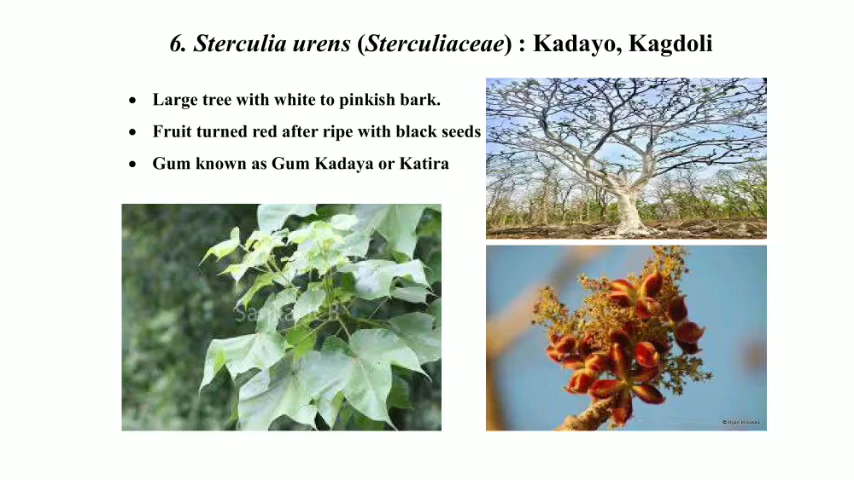 6. Sterculia urens (Sterculiaceae) : Kadayo, Kagdoli
• Large tree with white to pinkish bark.
• Fruit turned red after ripe with black seeds
• Gum known as Gum Kadaya or Katira